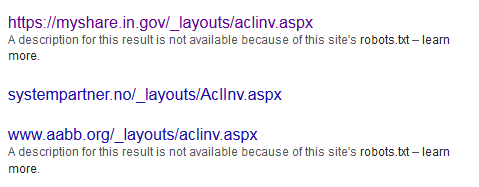 https://myshare.in.gov/_layouts/aclinv.aspx
A description for this result is not available because of this site's robots.txt – learn
more.
systempartner.no/_layouts/AclInv.aspx
www.aabb.org/_layouts/aclinv.aspx
A description for this result is not available because of this site's robots.txt – learn
more.